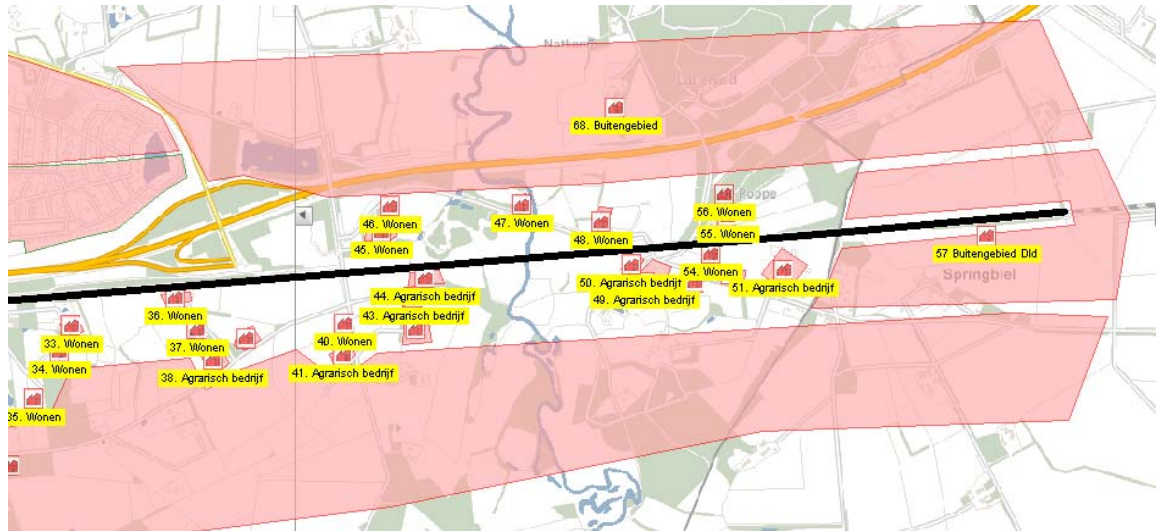 68. Buitengebied
Roppe
56. Wonen
46. Wonen
47. Wonen
48. Wonen
55. Wonen
45. Wonen
57 Buitengebied Dld
54. Wonen
50. Agrarisch bedrijf
51. Agrarisch bedrijf
Springbiel
44. Agrarisch bedrijf
49. Agrarisch bedrijf
36. Wonen
43. Agrarisch bedrijf
33. Wonen
37. Wonen
40. Wonen
34. Wonen
38. Agrarisch bedrijf
41. Agrarisch bedrijf
35. Wonen